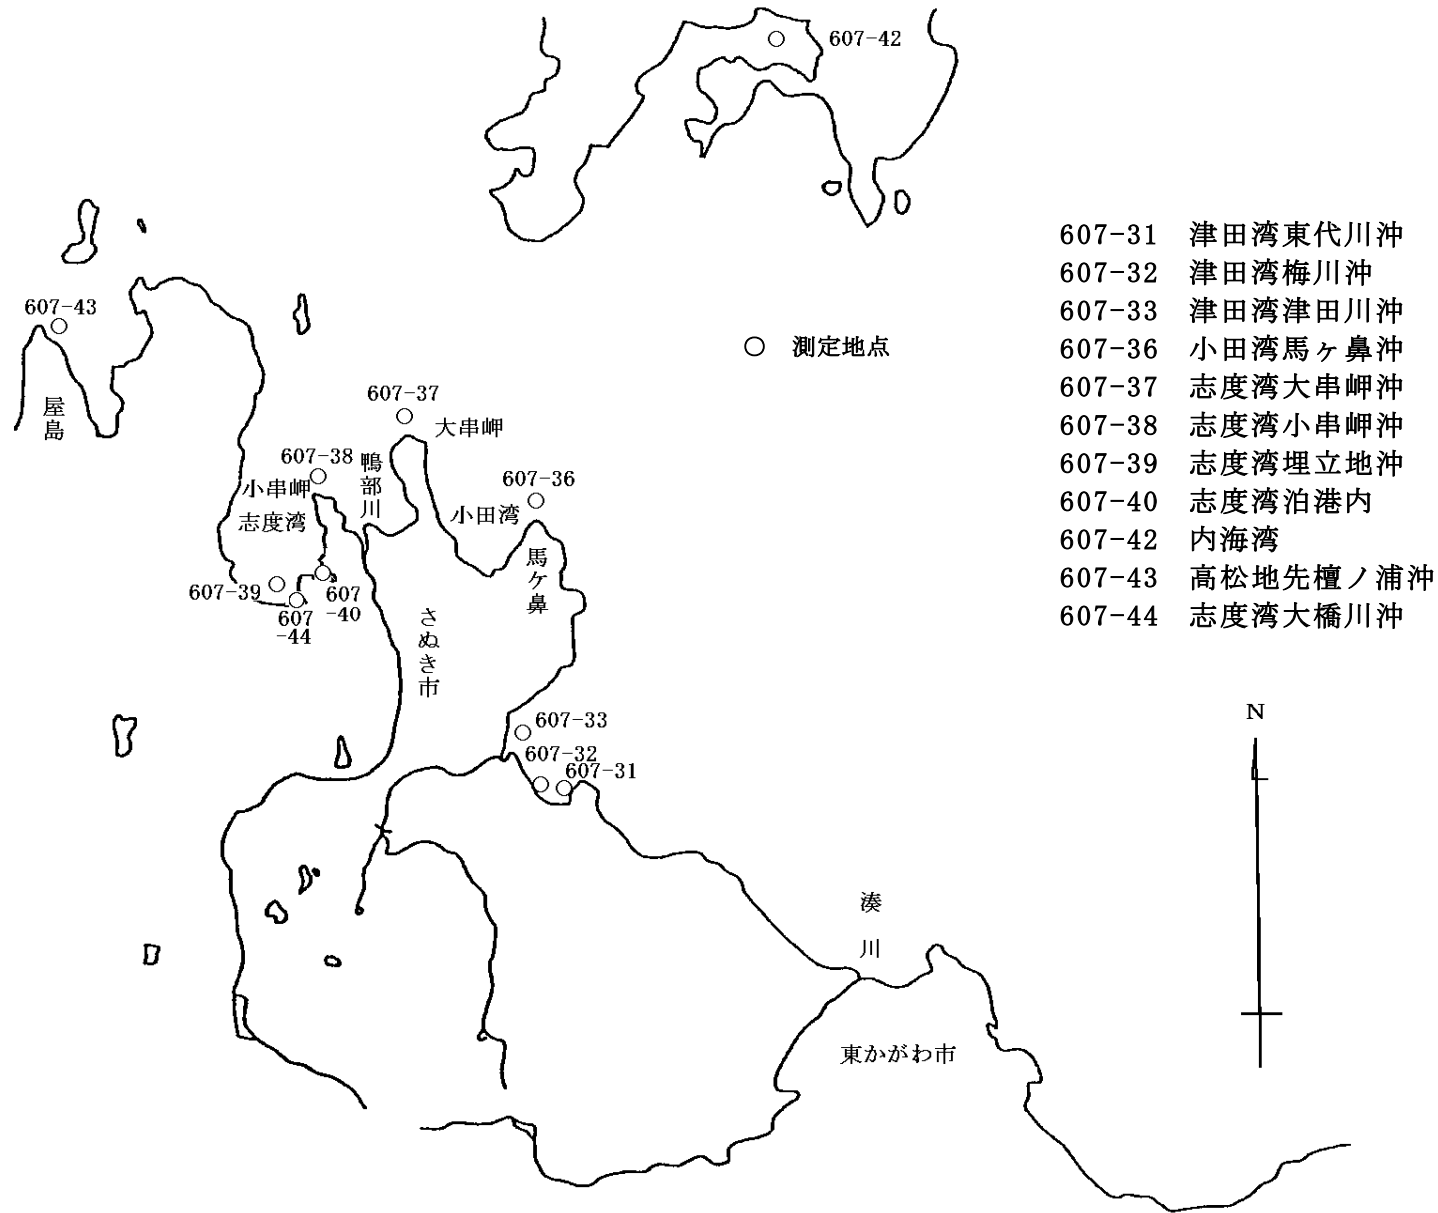 607-42
607-31 津田湾東代川沖
607-32 津田湾梅川沖
607-33 津田湾津田川沖
607-36 小田湾馬ヶ鼻沖
607-37 志度湾大串岬沖
607-38 志度湾小串岬沖
607-39 志度湾埋立地沖
607-40 志度湾泊港内
607-42 内海湾
607-43 高松地先檀ノ浦沖
607-44 志度湾大橋川沖
○ 測定地点
607-43
屋島
607-37
大串岬
607-38
鴨部川
小串岬
志度湾
607-36
小田湾
馬ケ鼻
607-39
607
-40
607
-44
さぬき市
607-33
607-32
607-31
湊川
東かがわ市
N